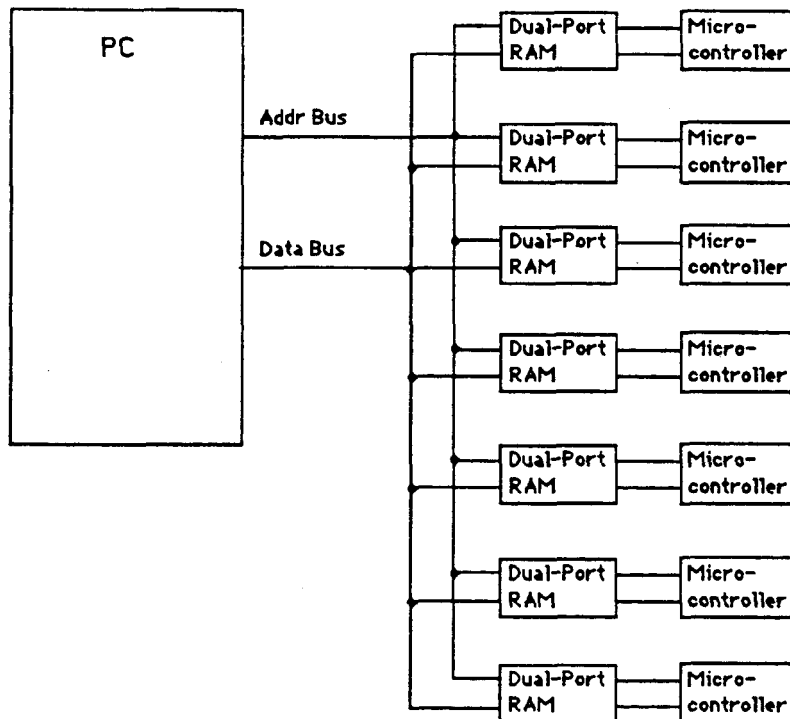 PC
Addr Bus
Data Bus
Dual-Port
RAM
Micro-
controller
Dual-Port
RAM
Micro-
controller
Dual-Port
RAM
Micro-
controller
Dual-Port
RAM
Micro-
controller
Dual-Port
RAM
Micro-
controller
Dual-Port
RAM
Micro-
controller
Dual-Port
RAM
Micro-
controller